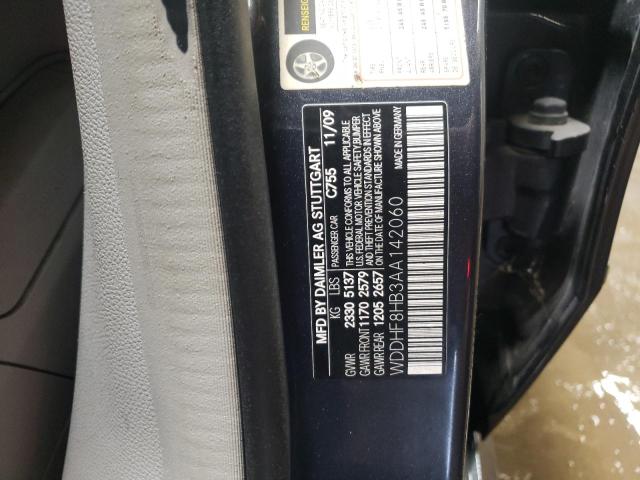 RENSEIG
MFD BY DAIMLER AG STUTTGART
KG LBS PASSENGER CAR C755 11/09
GVWR 2330 5137 THIS VEHICLE CONFORMS TO ALL APPLICABLE
GAWR FRONT 1170 2579 U.S. FEDERAL MOTOR VEHICLE SAFETY, BUMPER
GAWR REAR 1205 2657 AND THEFT PREVENTION STANDARDS IN EFFECT
ON THE DATE OF MANUFACTURE SHOWN ABOVE
WDDHF8HB3AA142060 MADE IN GERMANY